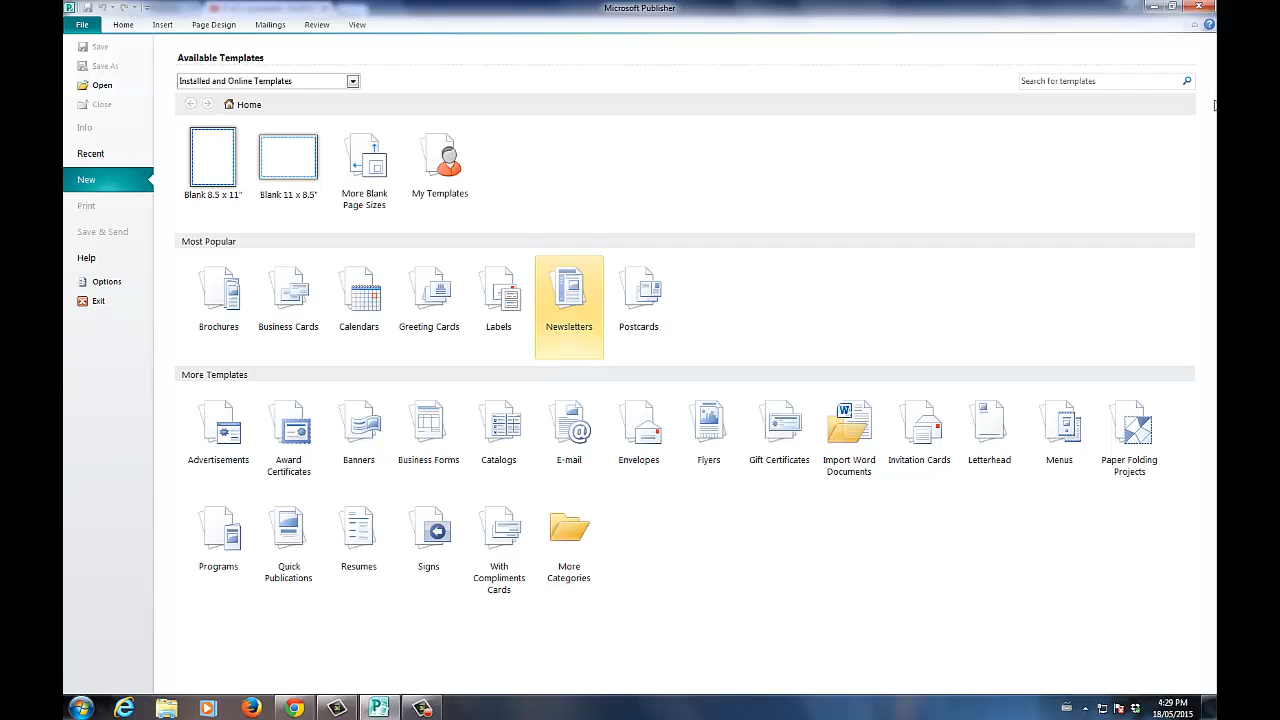 Microsoft Publisher
File Home Insert Page Design Mailings Review View
Save
Save As
Open
Close
Info
Recent
New
Print
Save & Send
Help
Options
Exit
Available Templates
Installed and Online Templates
Search for templates
Home
Blank 8.5 x 11"
Blank 11 x 8.5"
More Blank
Page Sizes
My Templates
Most Popular
Brochures
Business Cards
Calendars
Greeting Cards
Labels
Newsletters
Postcards
More Templates
Advertisements
Award
Certificates
Banners
Business Forms
Catalogs
E-mail
Envelopes
Flyers
Gift Certificates
Import Word
Documents
Invitation Cards
Letterhead
Menus
Paper Folding
Projects
Programs
Quick
Publications
Resumes
Signs
With
Compliments
Cards
More
Categories
4:29 PM
18/05/2015